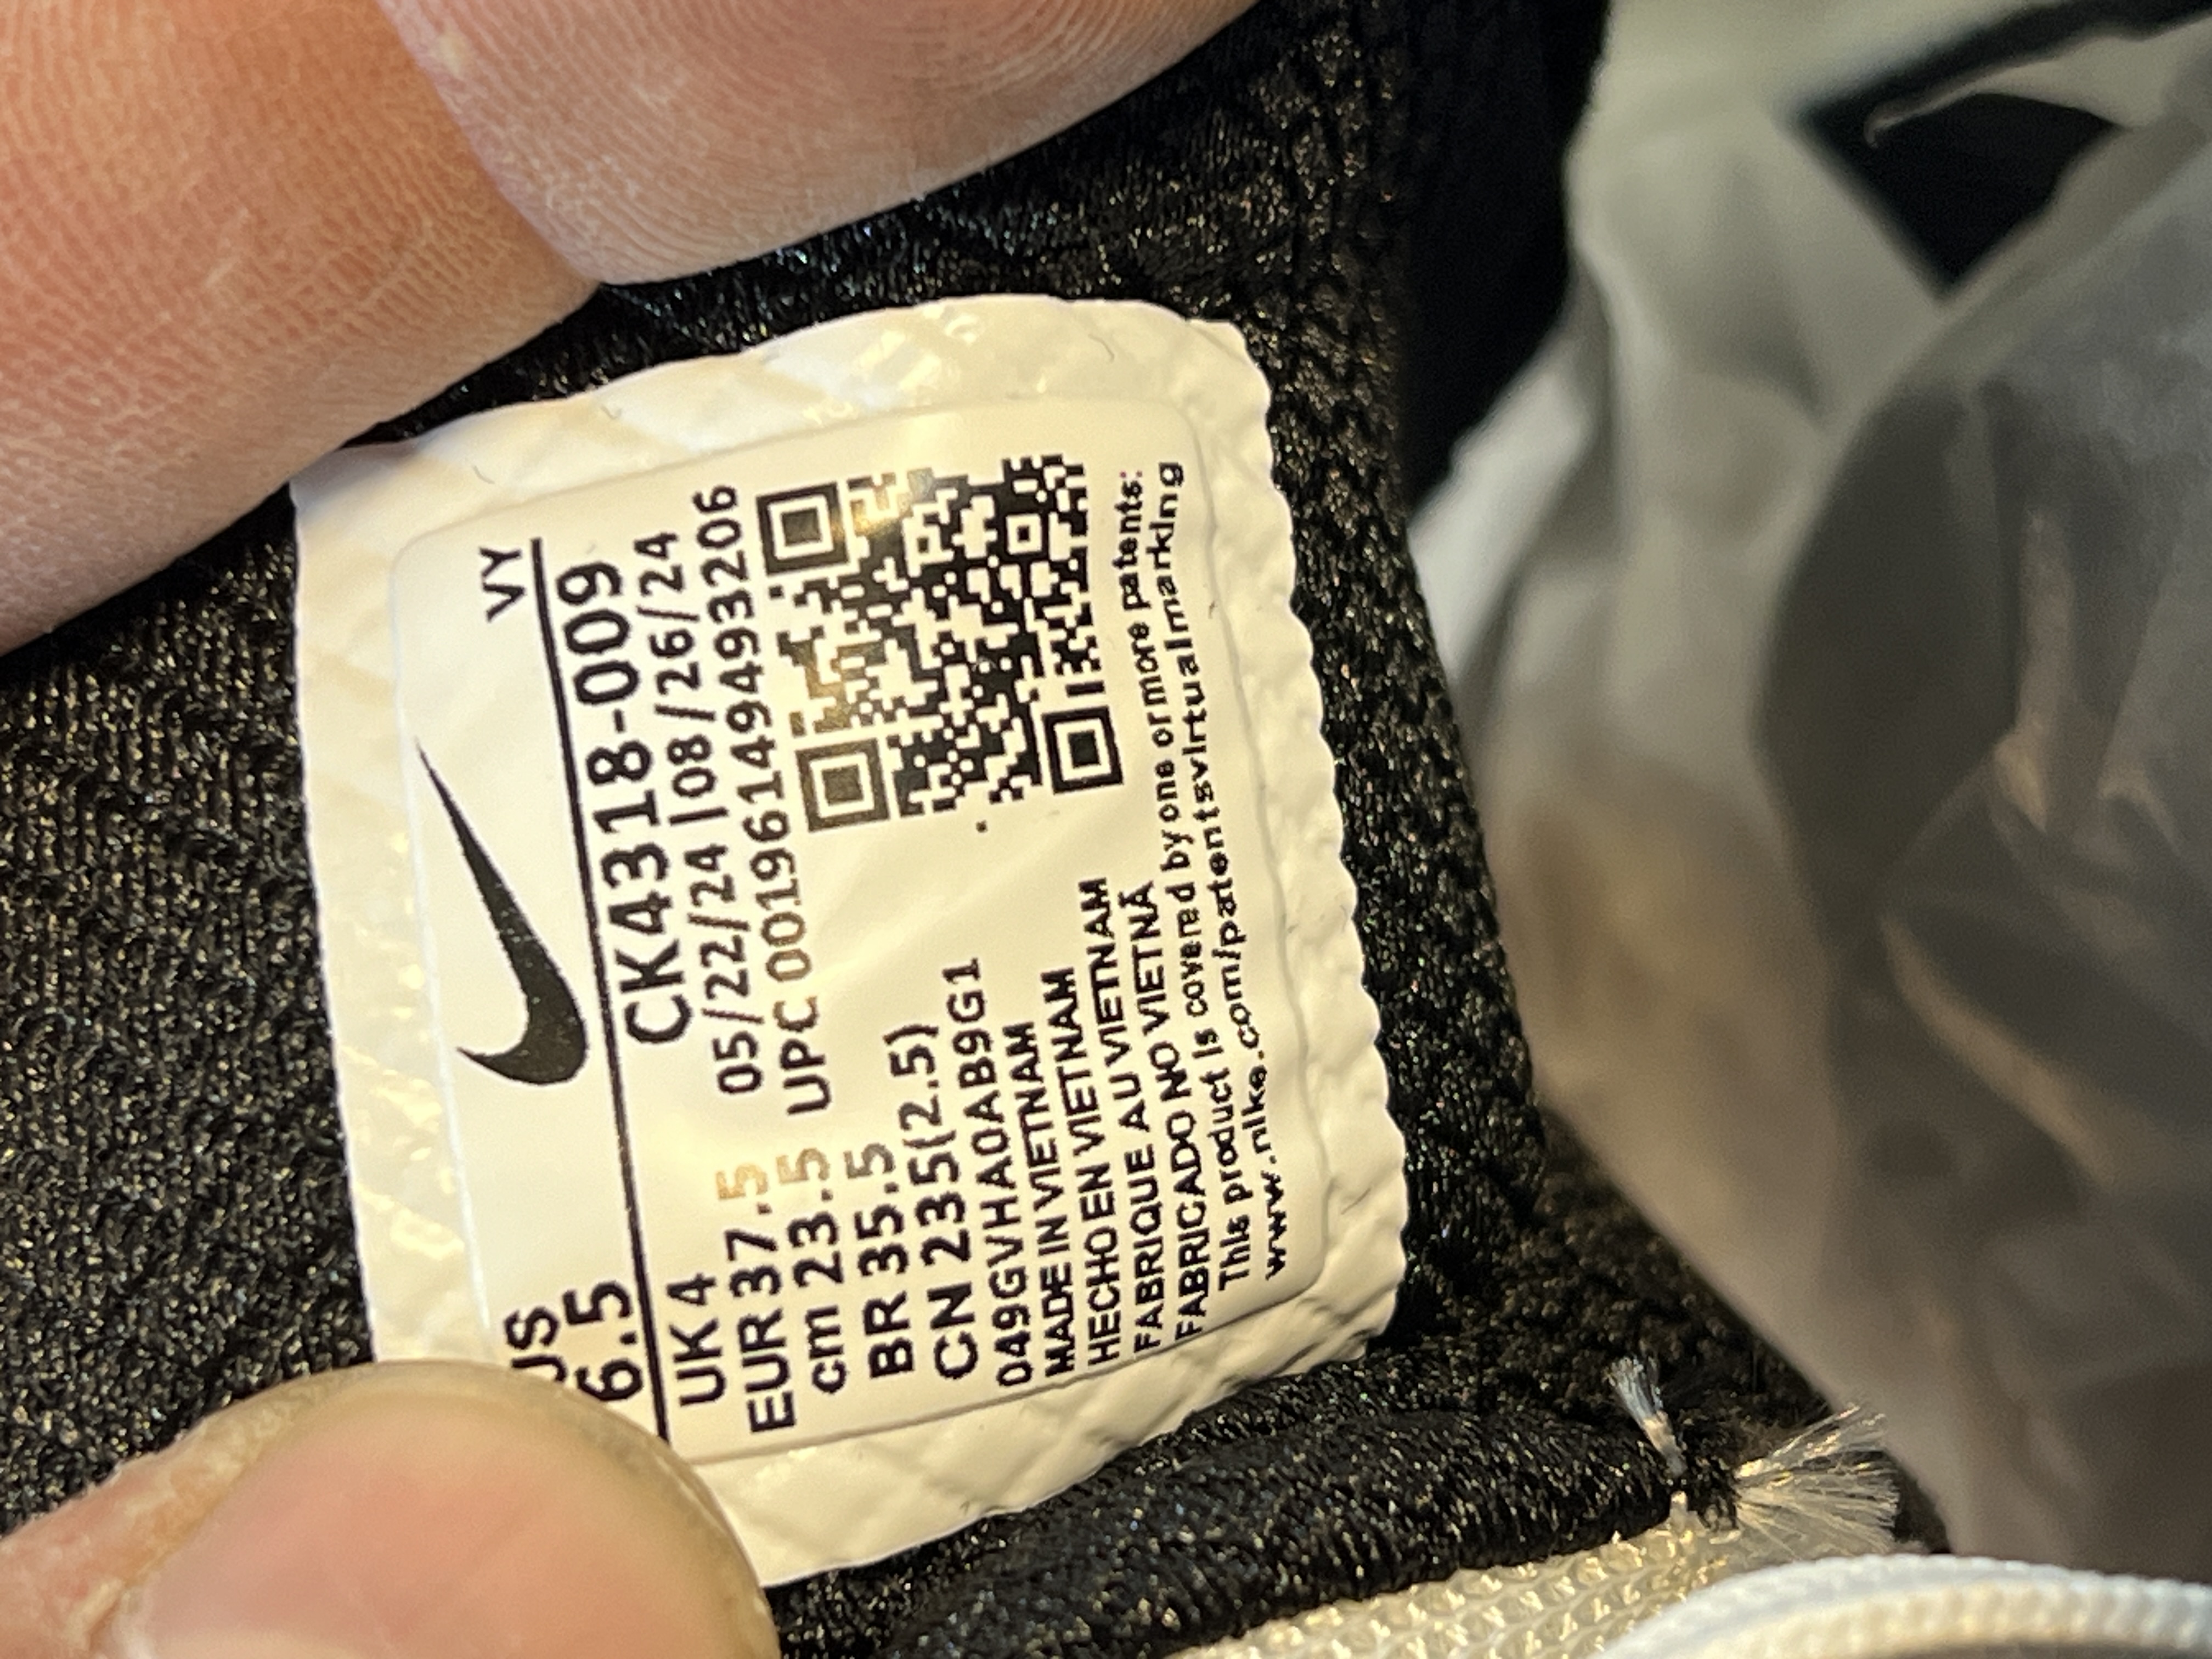 US
6.5
VY
UK 4
CK4318-009
EUR 37.5
05/22/24 | 08/26/24
cm 23.5
UPC 00196149493206
BR 35.5
CN 235(2.5)
049GVHA0AB9G1
MADE IN VIETNAM
HECHO EN VIETNAM
FABRIQUE AU VIETNAM
FABRICADO NO VIETNÃ
This product is covered by one or more patents:
www.nike.com/patentsvirtualmarking